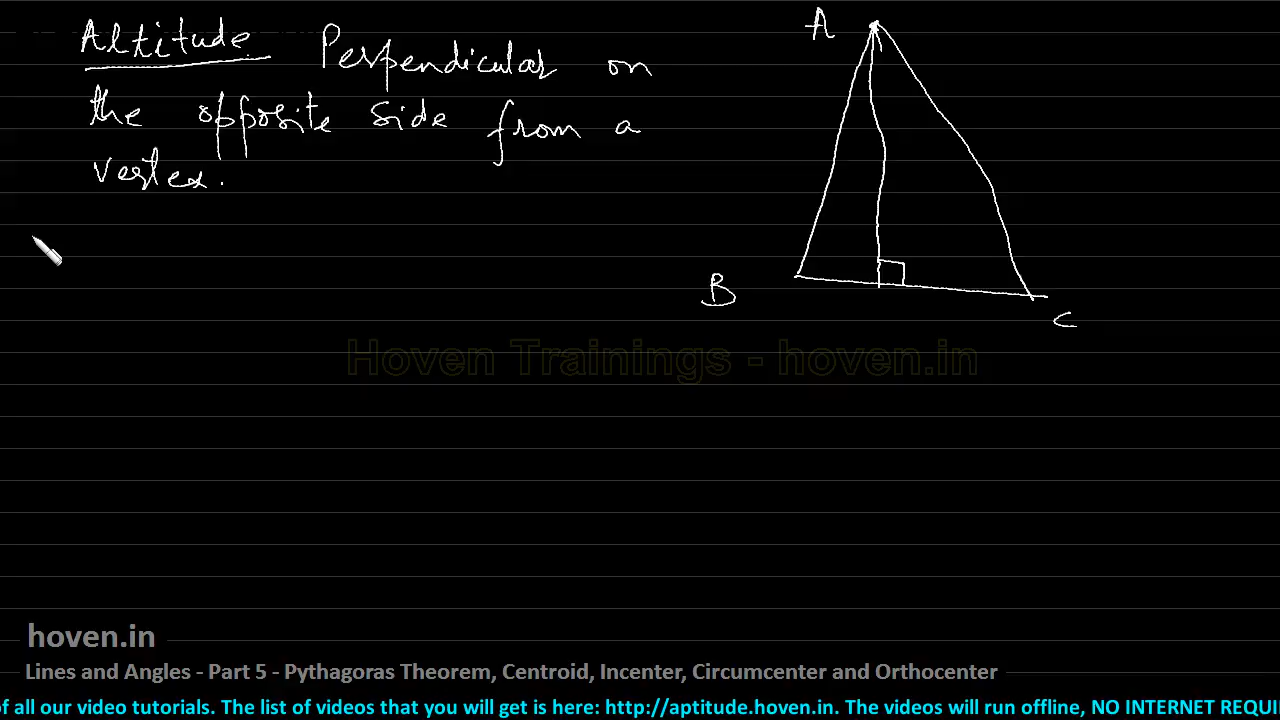 Altitude Perpendicular on
the opposite side from a
vertex.
A
B
C
Hoven Trainings - hoven.in
hoven.in
Lines and Angles - Part 5 - Pythagoras Theorem, Centroid, Incenter, Circumcenter and Orthocenter
of all our video tutorials. The list of videos that you will get is here: http://aptitude.hoven.in. The videos will run offline, NO INTERNET REQUI